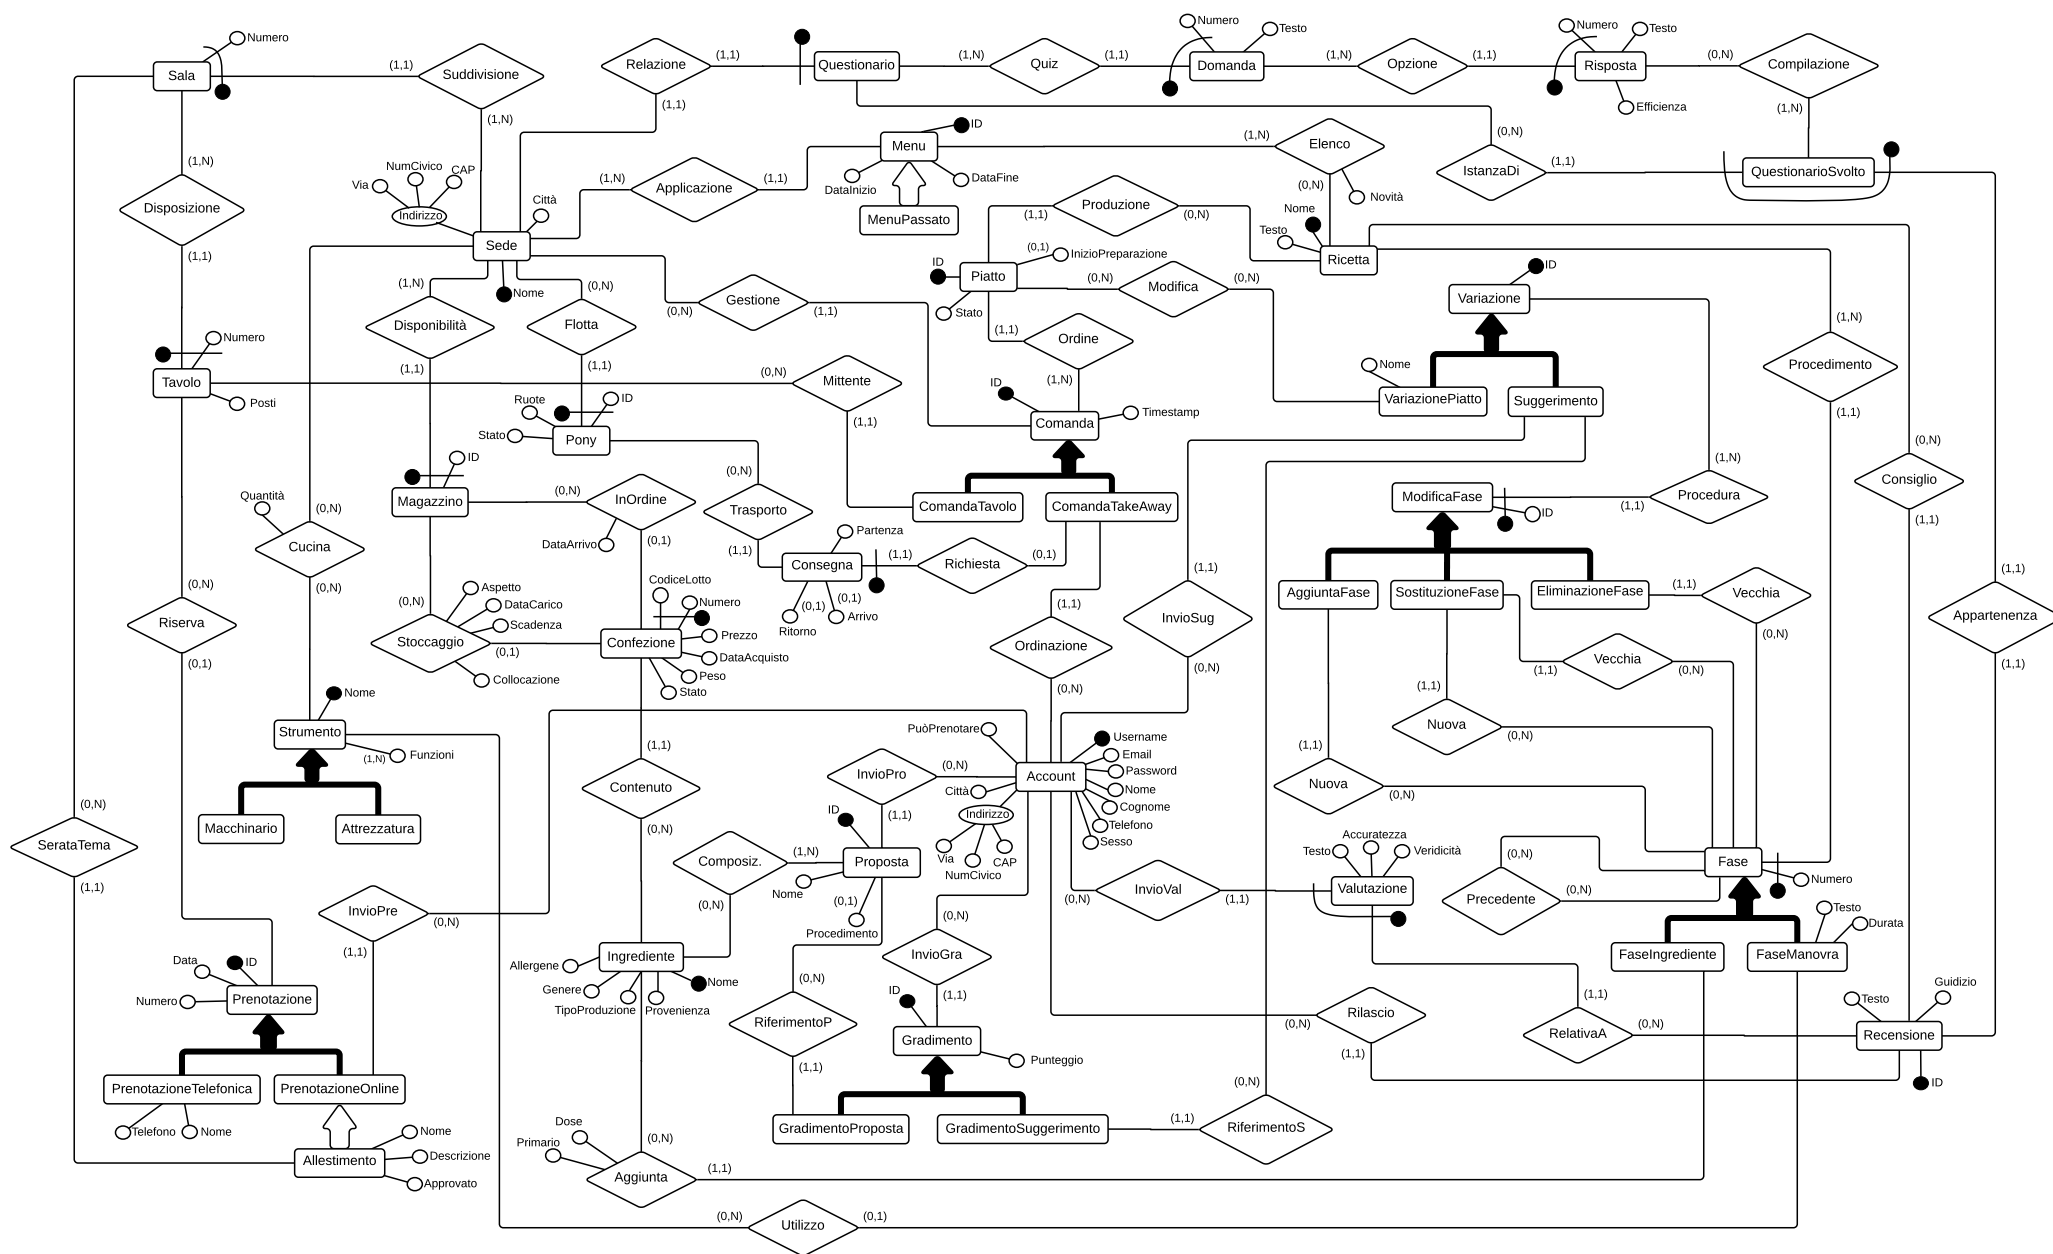 Numero
Sala
(1,1)
Suddivisione
Relazione
(1,1)
Questionario
(1,N)
Quiz
(1,1)
Numero
Testo
Domanda
(1,N)
Opzione
(1,1)
Numero
Testo
Risposta
(0,N)
Compilazione
Efficienza
(1,N)
(1,1)
(1,N)
ID
Menu
(1,N)
Elenco
(0,N)
(1,N)
NumCivico
CAP
Via
Indirizzo
Città
(1,N)
Applicazione
(1,1)
DataInizio
DataFine
MenuPassato
IstanzaDi
(1,1)
QuestionarioSvolto
Disposizione
(1,1)
Produzione
(1,1)
(0,N)
(0,N)
Novità
Nome
Testo
Ricetta
Sede
Nome
(0,1)
InizioPreparazione
ID
Piatto
Stato
(0,N)
Modifica
(0,N)
ID
Variazione
(1,N)
Disponibilità
(1,1)
(0,N)
Flotta
(1,1)
(0,N)
Gestione
(1,1)
(1,1)
Ordine
(1,N)
(1,N)
Procedimento
(1,1)
Numero
Tavolo
Posti
(0,N)
Mittente
(1,1)
ID
Comanda
Timestamp
Nome
VariazionePiatto
Suggerimento
Ruote
ID
Stato
Pony
ID
Magazzino
(0,N)
InOrdine
DataArrivo
(0,1)
(0,N)
Trasporto
(1,1)
ComandaTavolo
ComandaTakeAway
ModificaFase
ID
(1,1)
Procedura
(1,N)
(0,N)
Consiglio
(1,1)
Quantità
(0,N)
Cucina
(0,N)
Partenza
Consegna
(0,1)
(0,1)
Ritorno
Arrivo
(1,1)
Richiesta
(0,1)
(1,1)
InvioSug
(0,N)
AggiuntaFase
SostituzioneFase
EliminazioneFase
(1,1)
Vecchia
(0,N)
(1,1)
Appartenenza
(1,1)
(0,N)
Riserva
(0,1)
(0,N)
Stoccaggio
Aspetto
DataCarico
Scadenza
(0,1)
Collocazione
CodiceLotto
Numero
Confezione
Prezzo
DataAcquisto
Peso
Stato
(1,1)
Ordinazione
(0,N)
(1,1)
Vecchia
(0,N)
(1,1)
Nuova
(0,N)
Nome
Strumento
(1,N)
Funzioni
Macchinario
Attrezzatura
(1,1)
Contenuto
(0,N)
PuòPrenotare
Username
Email
Password
Nome
Cognome
Telefono
Sesso
Account
Città
Indirizzo
Via
NumCivico
CAP
InvioPro
(0,N)
(1,1)
(1,1)
Nuova
(0,N)
(0,N)
SerataTema
(1,1)
InvioPre
(0,N)
(1,1)
Composiz.
(1,N)
(0,N)
ID
Proposta
Nome
(0,1)
Procedimento
(0,N)
InvioVal
(1,1)
Testo
Accuratezza
Veridicità
Valutazione
(0,N)
Precedente
(0,N)
Fase
Numero
Testo
Durata
FaseIngrediente
FaseManovra
Data
ID
Numero
Prenotazione
Ingrediente
Allergene
Genere
TipoProduzione
Provenienza
Nome
(0,N)
InvioGra
(1,1)
(0,N)
RiferimentoP
(1,1)
ID
Gradimento
Punteggio
(0,N)
Rilascio
(1,1)
(1,1)
RelativaA
(0,N)
Testo
Guidizio
Recensione
ID
PrenotazioneTelefonica
PrenotazioneOnline
Telefono
Nome
GradimentoProposta
GradimentoSuggerimento
(1,1)
(0,N)
RiferimentoS
Nome
Allestimento
Descrizione
Approvato
Dose
Primario
(0,N)
Aggiunta
(1,1)
(0,N)
Utilizzo
(0,1)